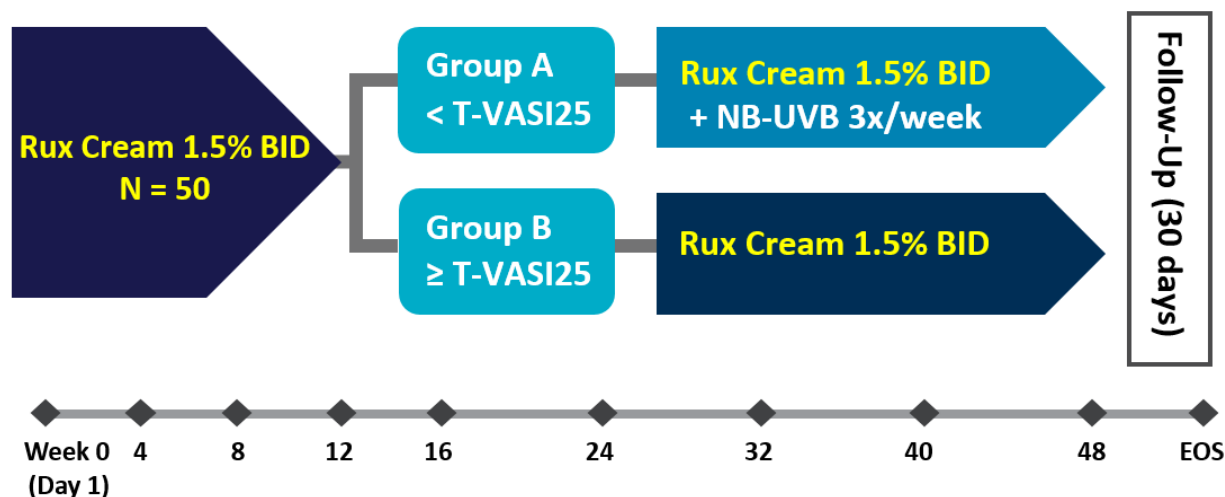 Rux Cream 1.5% BID
N = 50
Group A
< T-VASI25
Rux Cream 1.5% BID
+ NB-UVB 3x/week
Group B
≥ T-VASI25
Rux Cream 1.5% BID
Follow-Up (30 days)
Week 0 4 8 12 16 24 32 40 48 EOS
(Day 1)